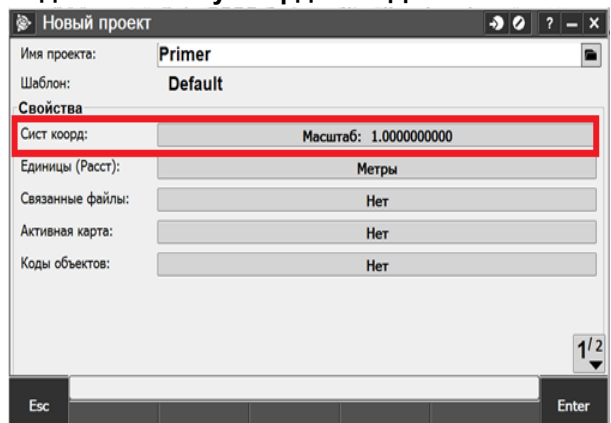 Новый проект ? – x
Имя проекта: Primer
Шаблон: Default
Свойства
Сист коорд: Масштаб: 1.0000000000
Единицы (Расст): Метры
Связанные файлы: Нет
Активная карта: Нет
Коды объектов: Нет
1/2
Esc Enter